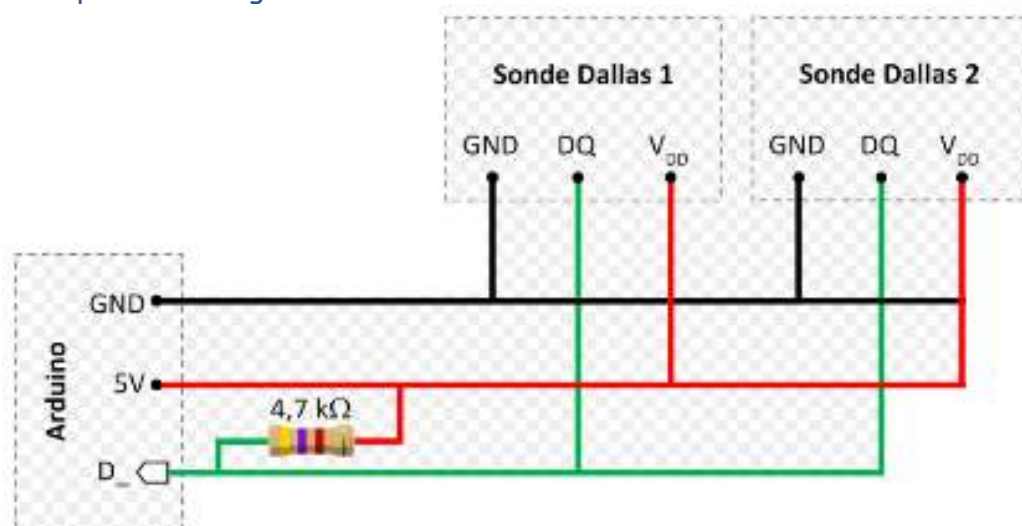 Sonde Dallas 1
Sonde Dallas 2
GND DQ VDD
GND DQ VDD
Arduino
GND
5V
4,7 kΩ
D_